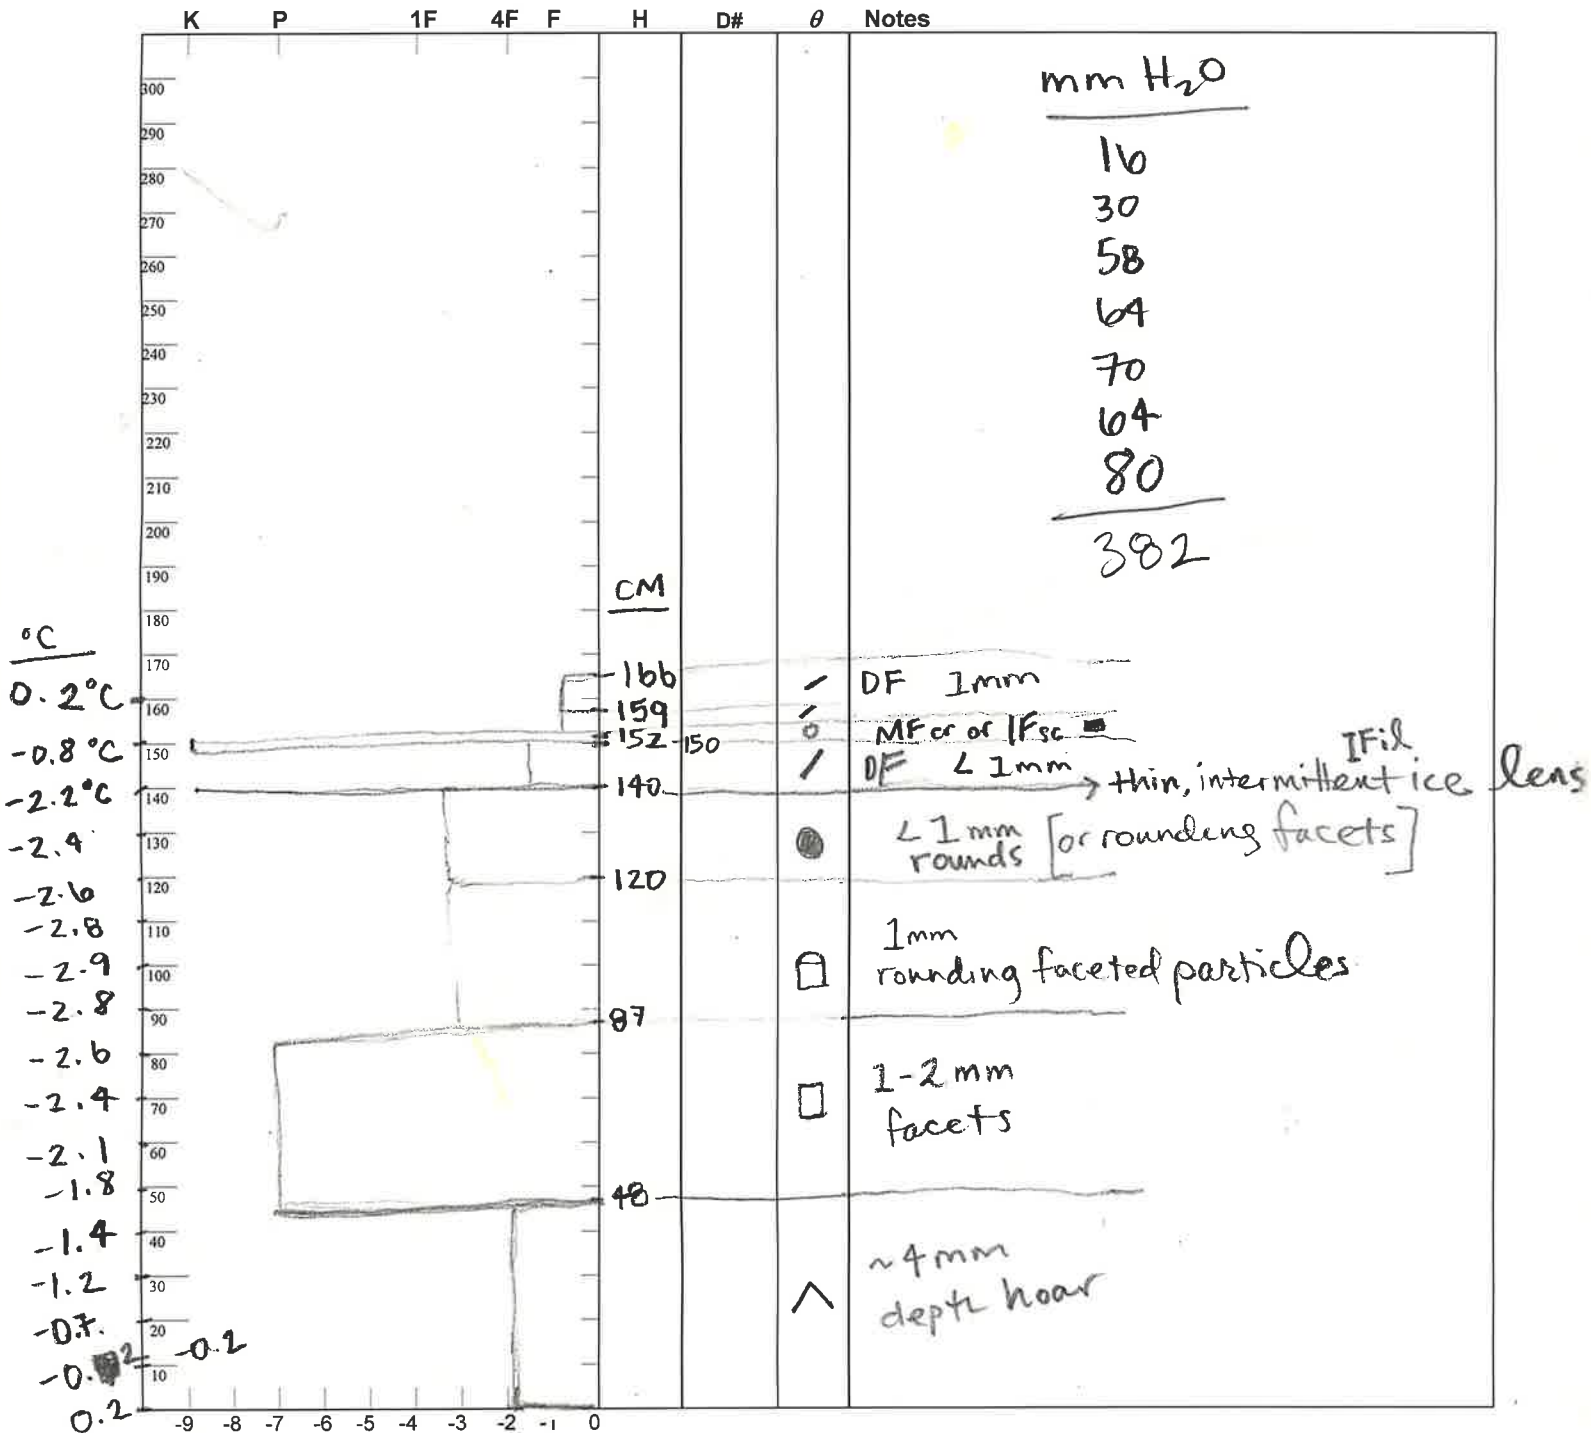 K P 1F 4F F H D# θ Notes
mm H₂O
300
16
290
30
280
58
270
64
260
70
250
64
240
80
230
382
220
210
200
190
CM
180
°C
170
166 DF 1mm
0.2°C 160
159
152 -150 MFcr or IFsc
-0.8°C 150
DF < 1mm
IFil
→ thin, intermittent ice lens
-2.2°C 140
140
-2.4 130
< 1mm
rounds [or rounding facets]
-2.6 120
120
-2.8 110
1mm
rounding faceted particles
-2.9 100
-2.8 90
87
-2.6 80
1-2 mm
facets
-2.4 70
-2.1 60
-1.8 50
48
-1.4 40
~4mm
depth hoar
-1.2 30
-0.7. 20
-0.2
-0. 2 10
0.2
-9 -8 -7 -6 -5 -4 -3 -2 -1 0